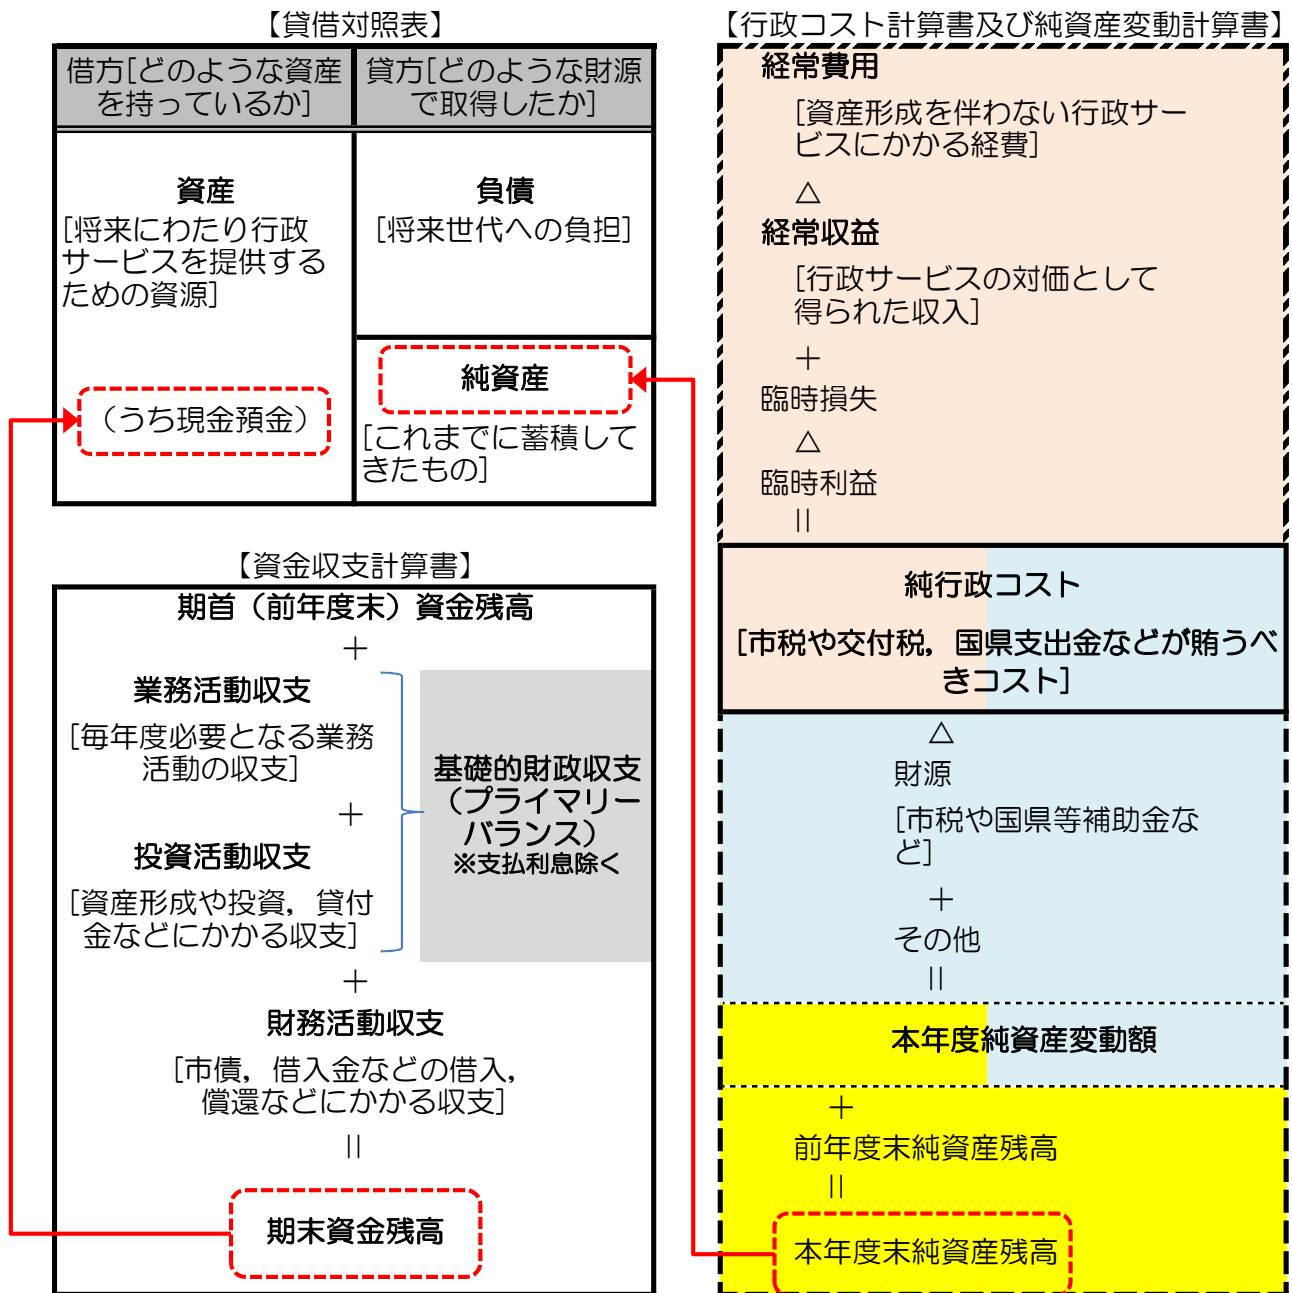 【貸借対照表】
借方[どのような資産
を持っているか]
貸方[どのような財源
で取得したか]
資産
[将来にわたり行政
サービスを提供する
ための資源]
（うち現金預金）
負債
[将来世代への負担]
純資産
[これまでに蓄積して
きたもの]
【資金収支計算書】
期首（前年度末）資金残高
＋
業務活動収支
[毎年度必要となる業務
活動の収支]
＋
投資活動収支
[資産形成や投資，貸付
金などにかかる収支]
基礎的財政収支
（プライマリー
バランス）
※支払利息除く
＋
財務活動収支
[市債，借入金などの借入，
償還などにかかる収支]
＝
期末資金残高
【行政コスト計算書及び純資産変動計算書】
経常費用
[資産形成を伴わない行政サー
ビスにかかる経費]
△
経常収益
[行政サービスの対価として
得られた収入]
＋
臨時損失
△
臨時利益
＝
純行政コスト
[市税や交付税，国県支出金などが賄うべ
きコスト]
△
財源
[市税や国県等補助金な
ど]
＋
その他
＝
本年度純資産変動額
＋
前年度末純資産残高
＝
本年度末純資産残高